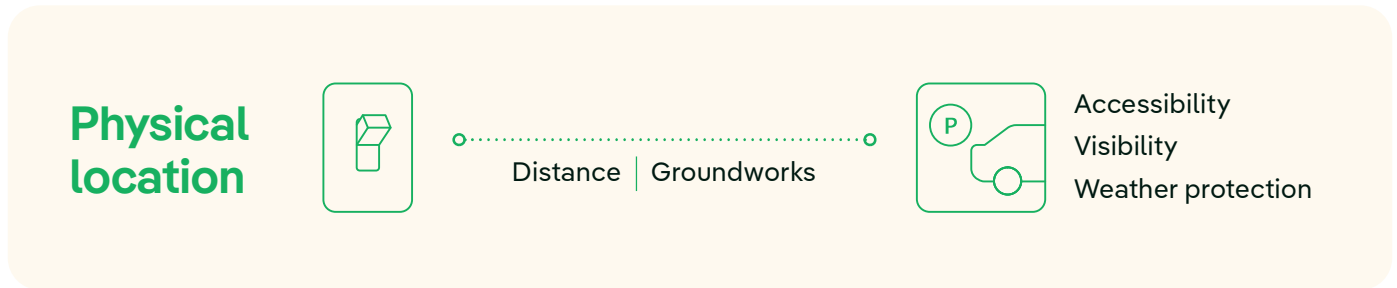 Physical
location
Distance | Groundworks
P
Accessibility
Visibility
Weather protection